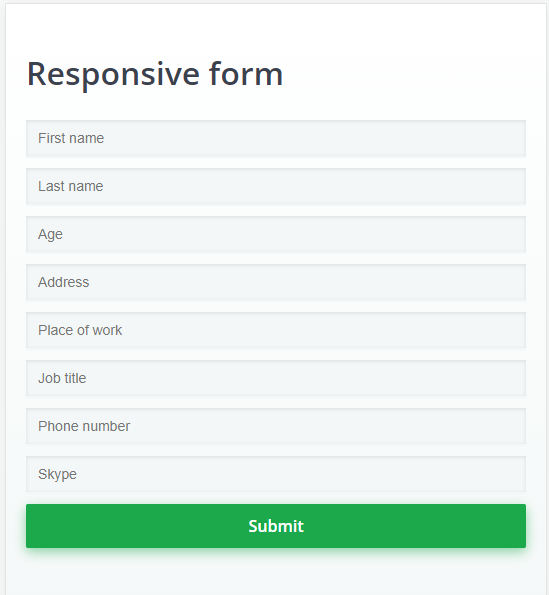 Responsive form
First name
Last name
Age
Address
Place of work
Job title
Phone number
Skype
Submit